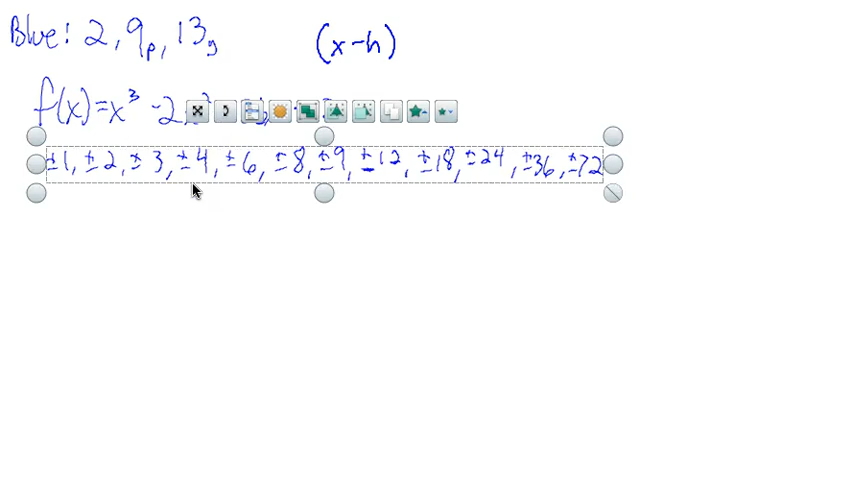 Blue: 2, 9p, 13g (x-h)
f(x)=x³ -2
±1, ±2, ±3, ±4, ±6, ±8, ±9, ±12, ±18, ±24, ±36, ±72